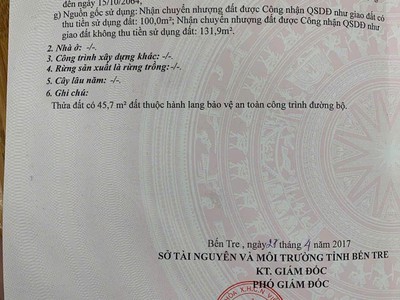 đến ngày 15/10/2064;
g) Nguồn gốc sử dụng: Nhận chuyển nhượng đất được Công nhận QSDĐ như giao đất có
thu tiền sử dụng đất: 100,0m²; Nhận chuyển nhượng đất được Công nhận QSDĐ như
giao đất không thu tiền sử dụng đất: 131,9m².
2. Nhà ở: -/-.
3. Công trình xây dựng khác: -/-.
4. Rừng sản xuất là rừng trồng: -/-.
5. Cây lâu năm: -/-.
6. Ghi chú:
Thửa đất có 45,7 m² đất thuộc hành lang bảo vệ an toàn công trình đường bộ.
Bến Tre, ngày 28 tháng 4 năm 2017
SỞ TÀI NGUYÊN VÀ MÔI TRƯỜNG TỈNH BẾN TRE
KT. GIÁM ĐỐC
PHÓ GIÁM ĐỐC